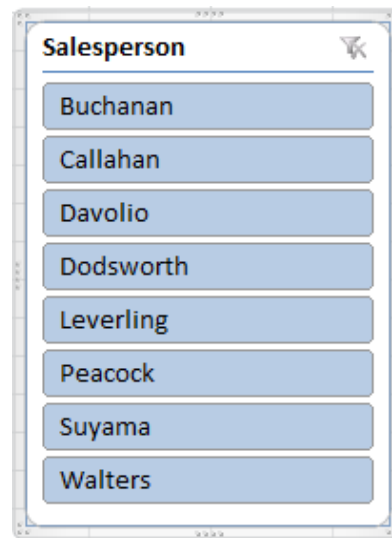 Salesperson
Buchanan
Callahan
Davolio
Dodsworth
Leverling
Peacock
Suyama
Walters